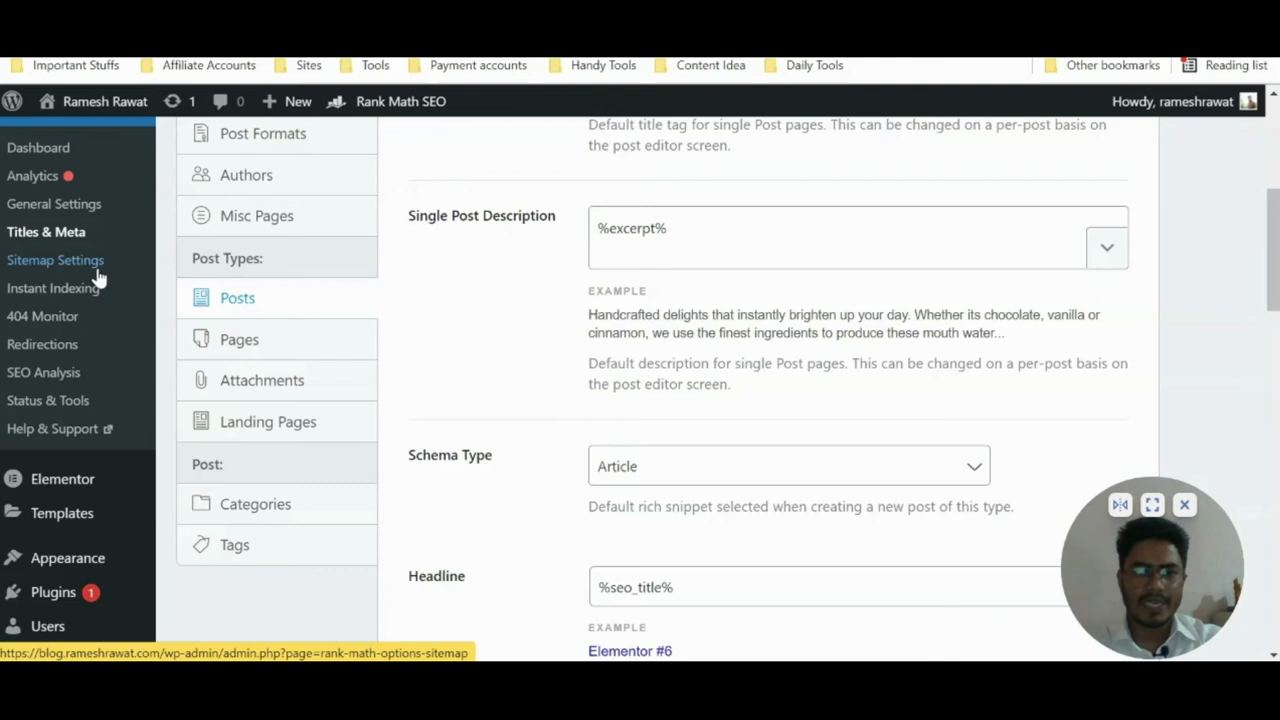 Important Stuffs
Affiliate Accounts
Sites
Tools
Payment accounts
Handy Tools
Content Idea
Daily Tools
Other bookmarks
Reading list
Ramesh Rawat
1
0
New
Rank Math SEO
Howdy, rameshrawat
Dashboard
Analytics
General Settings
Titles & Meta
Sitemap Settings
Instant Indexing
404 Monitor
Redirections
SEO Analysis
Status & Tools
Help & Support
Elementor
Templates
Appearance
Plugins 1
Users
Post Formats
Authors
Misc Pages
Post Types:
Posts
Pages
Attachments
Landing Pages
Post:
Categories
Tags
Default title tag for single Post pages. This can be changed on a per-post basis on
the post editor screen.
Single Post Description
%excerpt%
EXAMPLE
Handcrafted delights that instantly brighten up your day. Whether its chocolate, vanilla or
cinnamon, we use the finest ingredients to produce these mouth water...
Default description for single Post pages. This can be changed on a per-post basis on
the post editor screen.
Schema Type
Article
Default rich snippet selected when creating a new post of this type.
Headline
%seo_title%
EXAMPLE
Elementor #6
https://blog.rameshrawat.com/wp-admin/admin.php?page=rank-math-options-sitemap